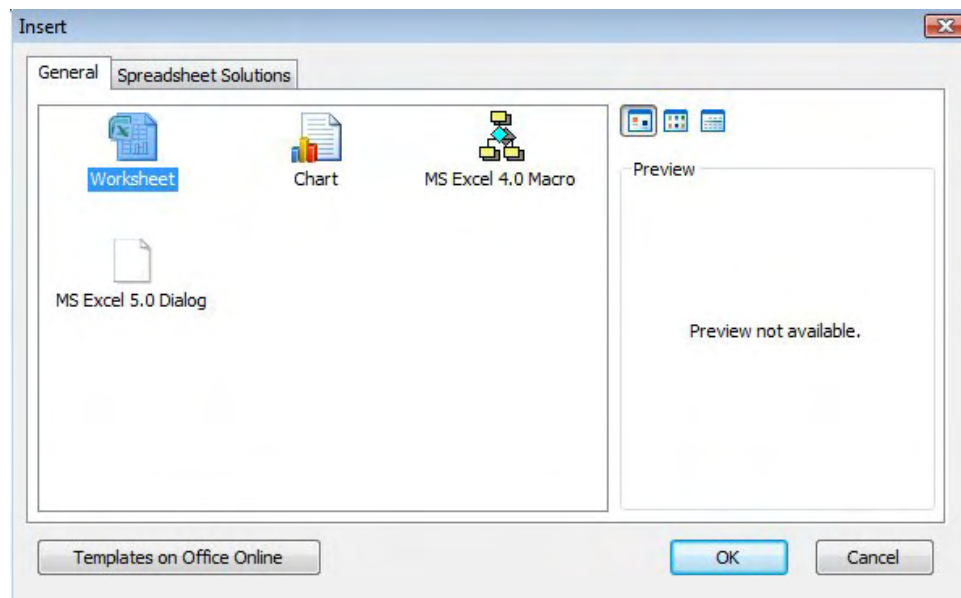 Insert
General Spreadsheet Solutions
Worksheet Chart MS Excel 4.0 Macro
Preview
MS Excel 5.0 Dialog
Preview not available.
Templates on Office Online OK Cancel